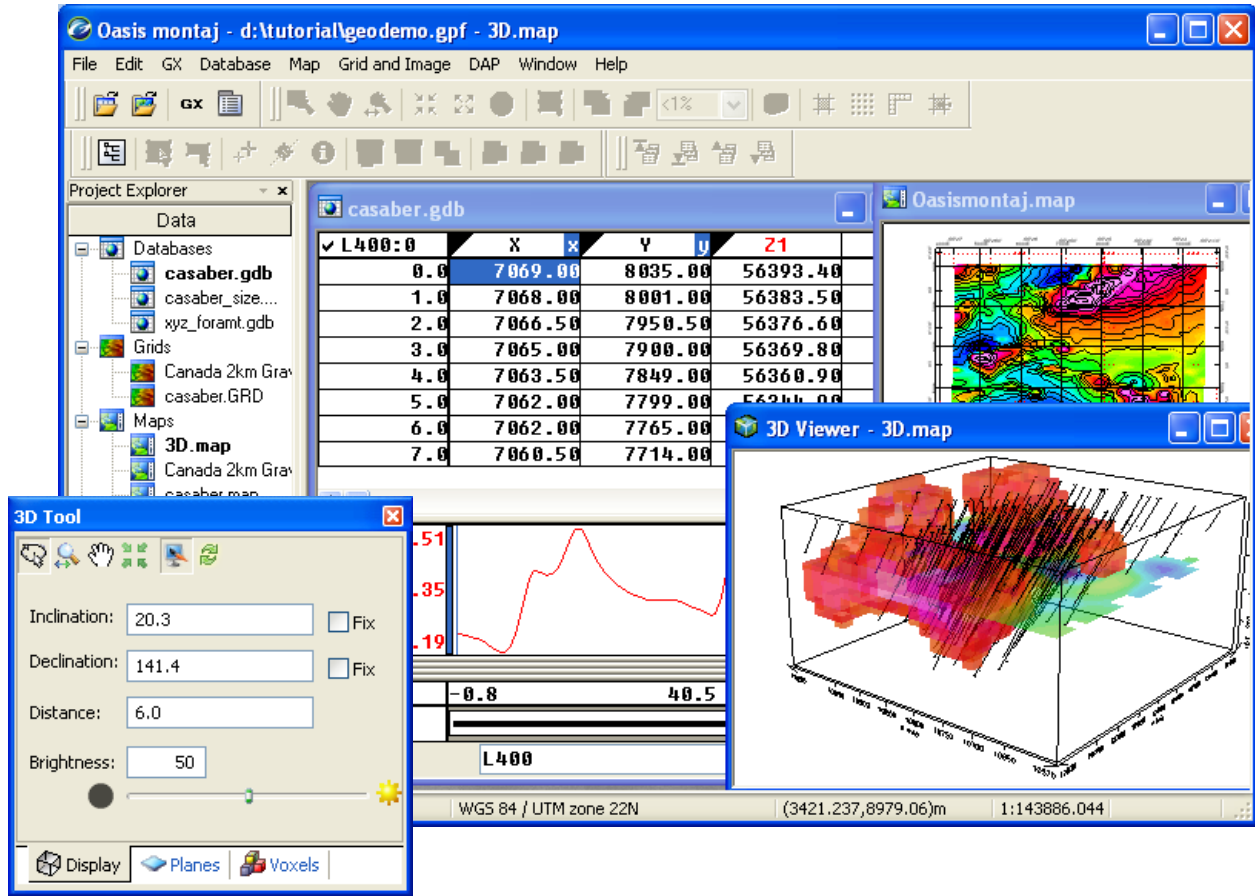 Oasis montaj - d:\tutorial\geodemo.gpf - 3D.map
File Edit GX Database Map Grid and Image DAP Window Help
GX
<1%
Project Explorer
Data
Databases
casaber.gdb
casaber_size....
xyz_foramt.gdb
Grids
Canada 2km Gra
casaber.GRD
Maps
3D.map
Canada 2km Gra
casaber.map
casaber.gdb
L400:0 X x Y y Z1
0.0 7069.00 8035.00 56393.40
1.0 7068.00 8001.00 56383.50
2.0 7066.50 7950.50 56376.60
3.0 7065.00 7900.00 56369.80
4.0 7063.50 7849.00 56360.90
5.0 7062.00 7799.00 56344.90
6.0 7062.00 7765.00
7.0 7060.50 7714.00
.51
.35
.19
-0.8 40.5
L400
WGS 84 / UTM zone 22N (3421.237,8979.06)m 1:143886.044
Oasismontaj.map
3D Viewer - 3D.map
3D Tool
Inclination: 20.3 Fix
Declination: 141.4 Fix
Distance: 6.0
Brightness: 50
Display Planes Voxels